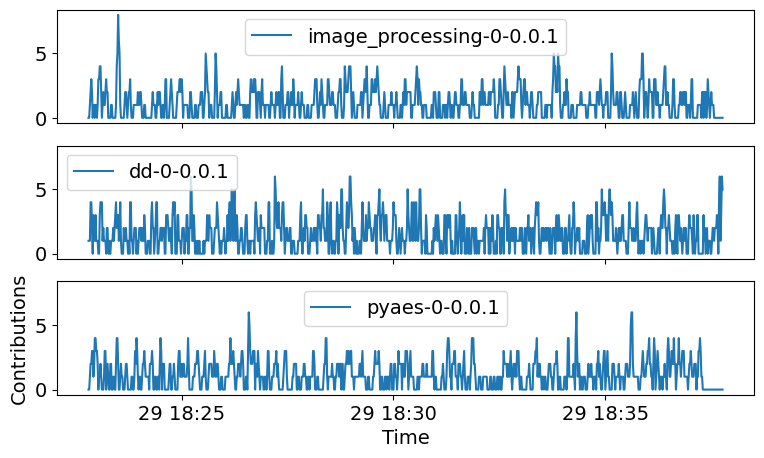 image_processing-0-0.0.1
5
0
dd-0-0.0.1
5
0
pyaes-0-0.0.1
5
0
Contributions
29 18:25 29 18:30 29 18:35
Time